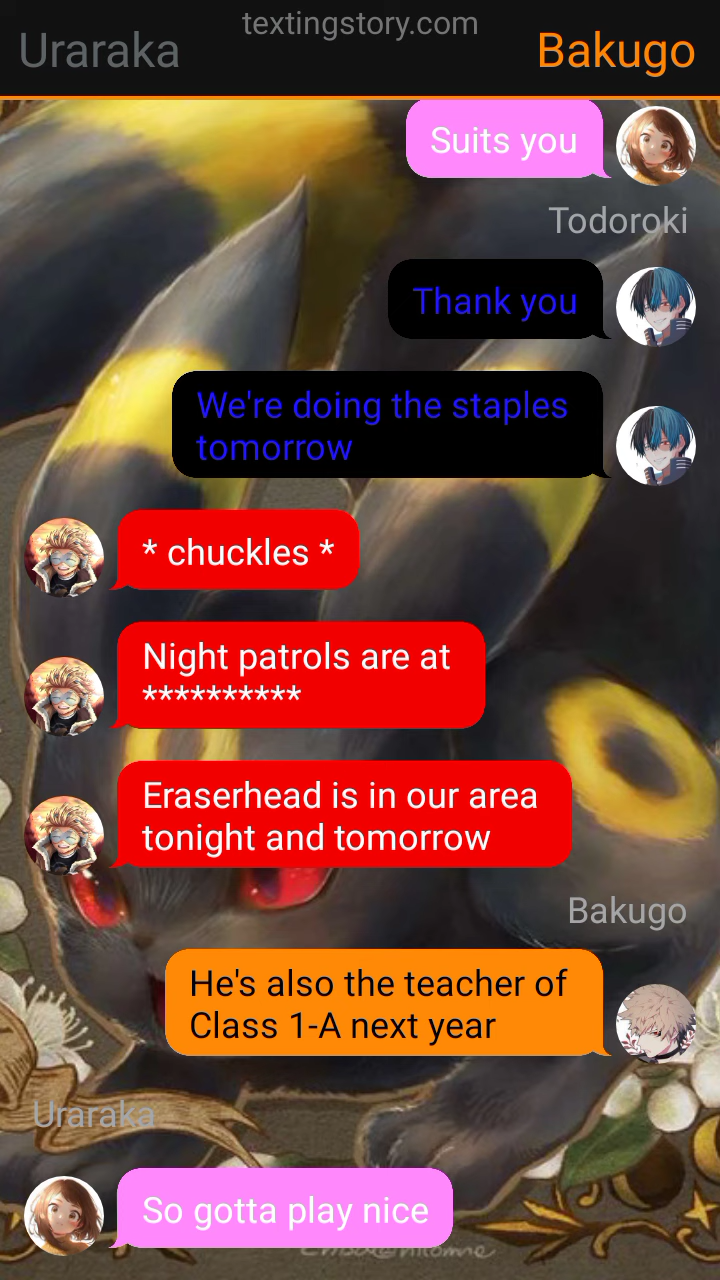 textingstory.com
Uraraka
Bakugo
Suits you
Todoroki
Thank you
We're doing the staples
tomorrow
* chuckles *
Night patrols are at
**********
Eraserhead is in our area
tonight and tomorrow
Bakugo
He's also the teacher of
Class 1-A next year
Uraraka
So gotta play nice